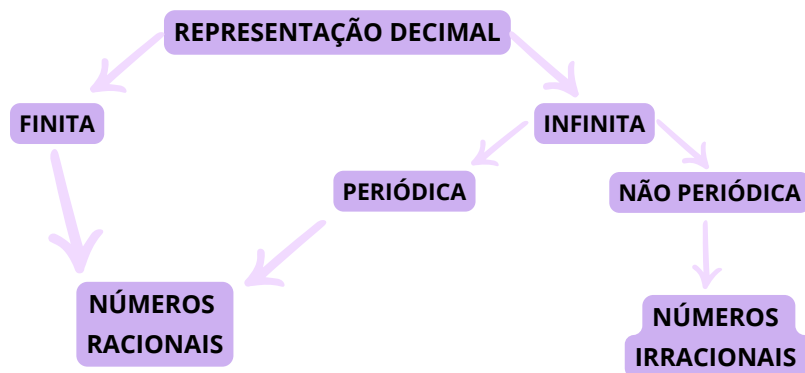 REPRESENTAÇÃO DECIMAL
FINITA
INFINITA
PERIÓDICA
NÃO PERIÓDICA
NÚMEROS
RACIONAIS
NÚMEROS
IRRACIONAIS